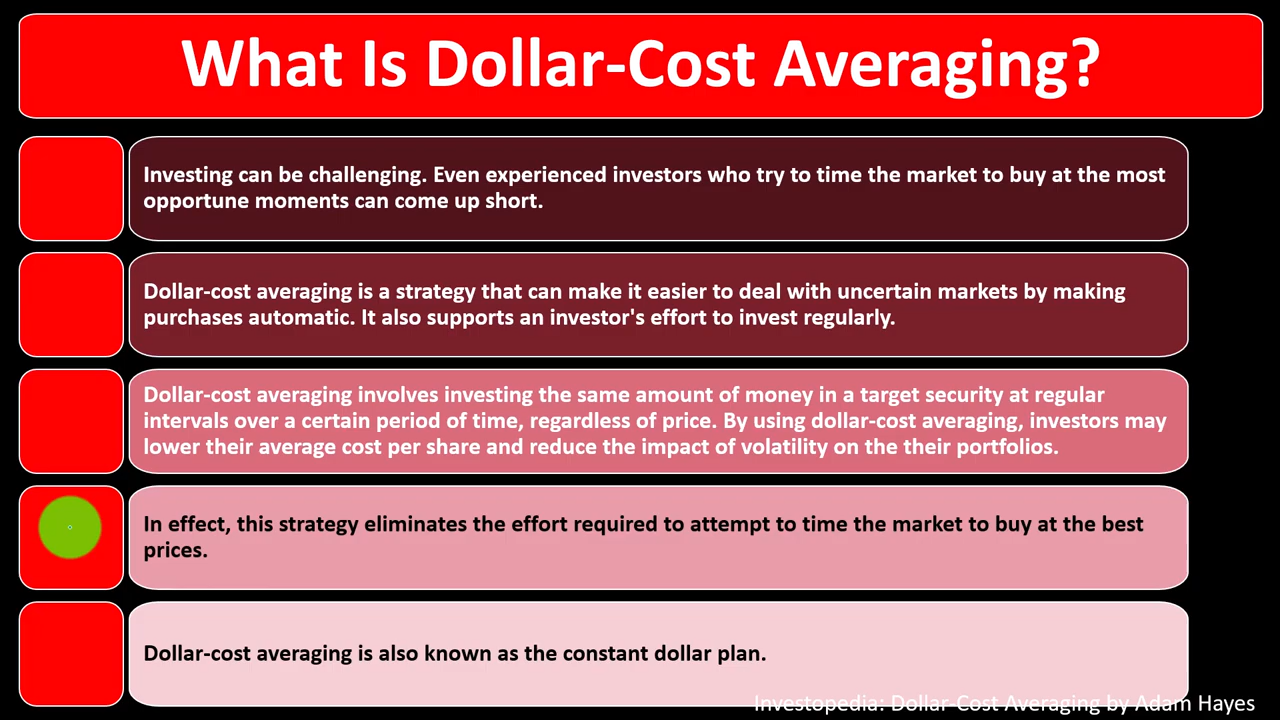 What Is Dollar-Cost Averaging?
Investing can be challenging. Even experienced investors who try to time the market to buy at the most
opportune moments can come up short.
Dollar-cost averaging is a strategy that can make it easier to deal with uncertain markets by making
purchases automatic. It also supports an investor's effort to invest regularly.
Dollar-cost averaging involves investing the same amount of money in a target security at regular
intervals over a certain period of time, regardless of price. By using dollar-cost averaging, investors may
lower their average cost per share and reduce the impact of volatility on the their portfolios.
In effect, this strategy eliminates the effort required to attempt to time the market to buy at the best
prices.
Dollar-cost averaging is also known as the constant dollar plan.
Investopedia: Dollar-Cost Averaging by Adam Hayes